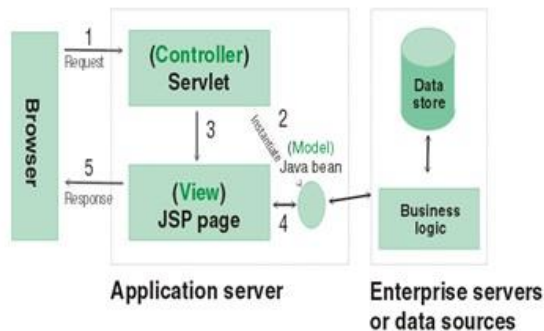 1
Request
Browser
(Controller)
Servlet
2
Instantiate
3
(Model)
Java bean
5
Response
(View)
JSP page
4
Data
store
Business
logic
Application server
Enterprise servers
or data sources